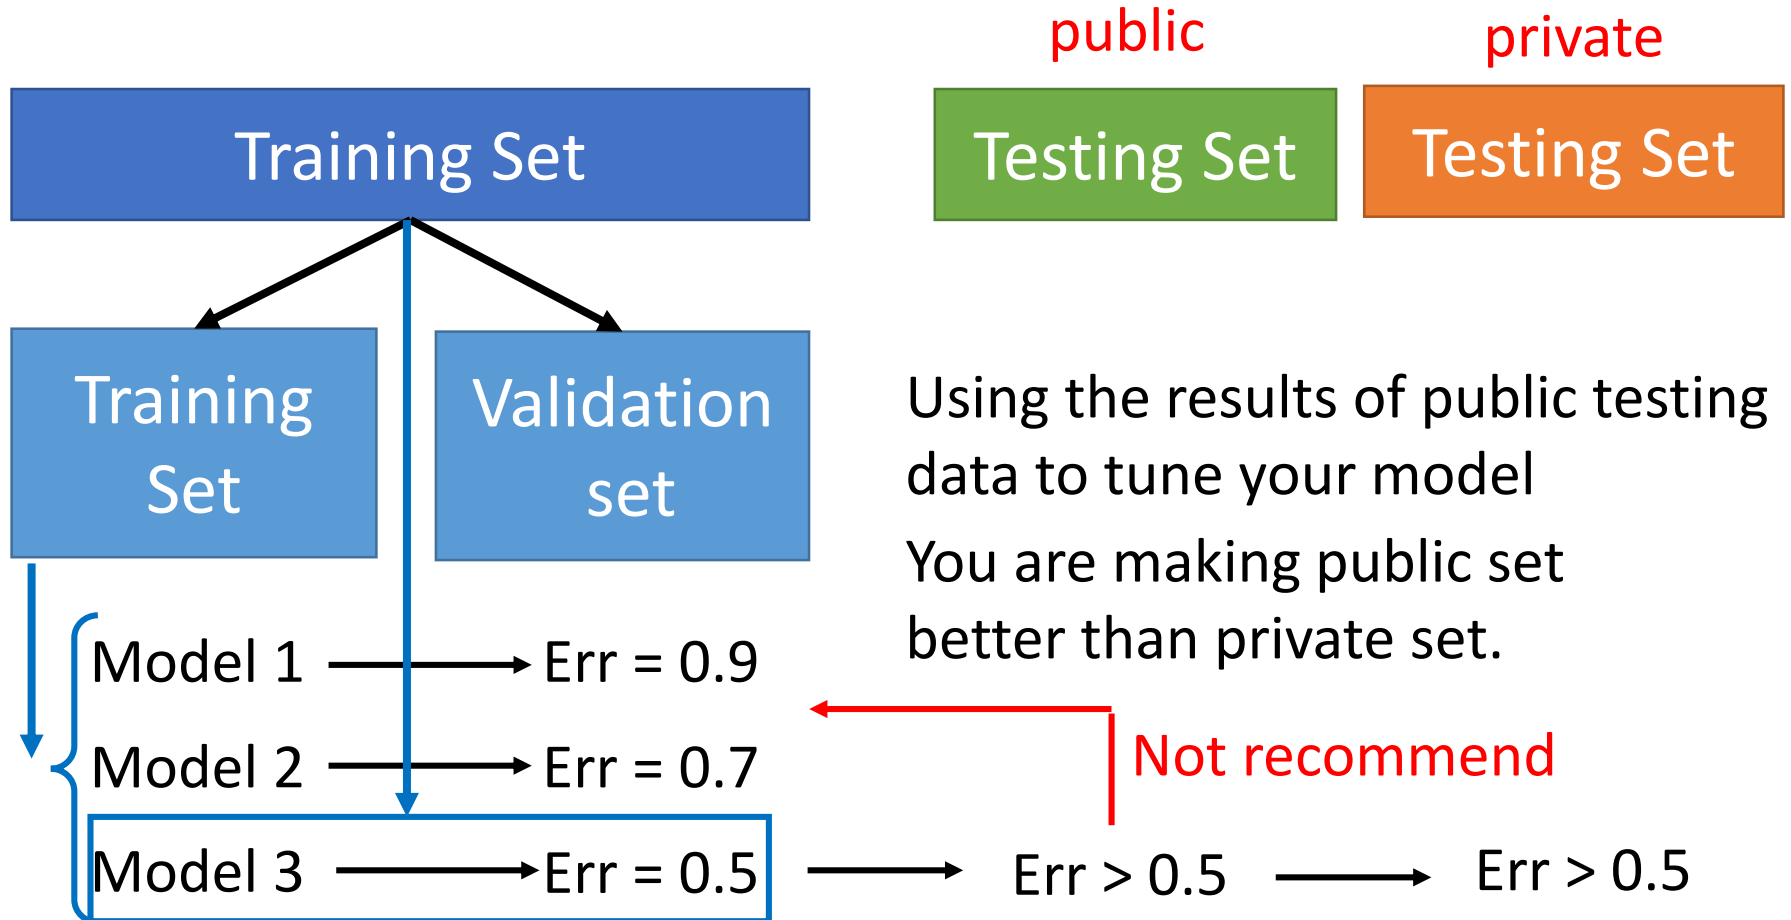 public
private
Training Set
Testing Set
Testing Set
Training
Set
Validation
set
Using the results of public testing
data to tune your model
You are making public set
better than private set.
Model 1
Err = 0.9
Model 2
Err = 0.7
Not recommend
Model 3
Err = 0.5
Err > 0.5
Err > 0.5